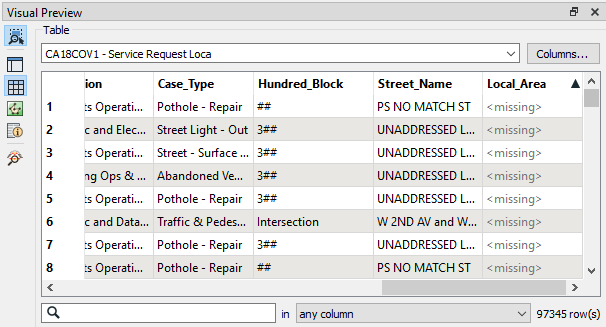 Visual Preview
Table
CA18COV1 - Service Request Loca Columns...
ion Case_Type Hundred_Block Street_Name Local_Area
1 ts Operati... Pothole - Repair ## PS NO MATCH ST <missing>
2 c and Elec... Street Light - Out 3## UNADDRESSED L... <missing>
3 ts Operati... Street - Surface ... 3## UNADDRESSED L... <missing>
4 ng Ops & ... Abandoned Ve... 3## UNADDRESSED L... <missing>
5 ts Operati... Pothole - Repair 3## UNADDRESSED L... <missing>
6 c and Data... Traffic & Pedes... Intersection W 2ND AV and W... <missing>
7 ts Operati... Pothole - Repair 3## UNADDRESSED L... <missing>
8 ts Operati... Pothole - Repair ## PS NO MATCH ST <missing>
in any column 97345 row(s)